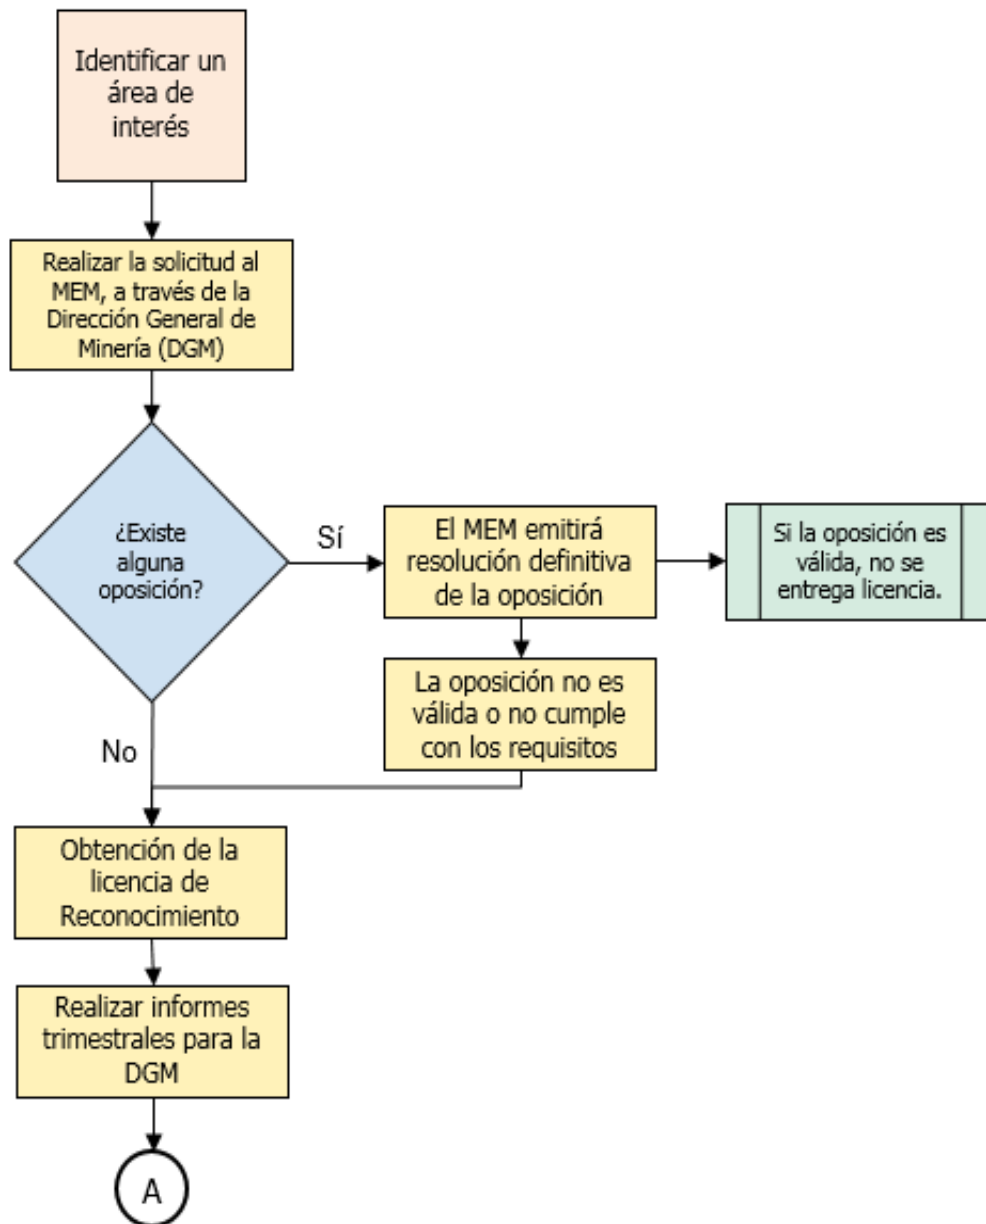 Identificar un
área de
interés
Realizar la solicitud al
MEM, a través de la
Dirección General de
Minería (DGM)
¿Existe
alguna
oposición?
Sí
El MEM emitirá
resolución definitiva
de la oposición
Si la oposición es
válida, no se
entrega licencia.
La oposición no es
válida o no cumple
con los requisitos
No
Obtención de la
licencia de
Reconocimiento
Realizar informes
trimestrales para la
DGM
A